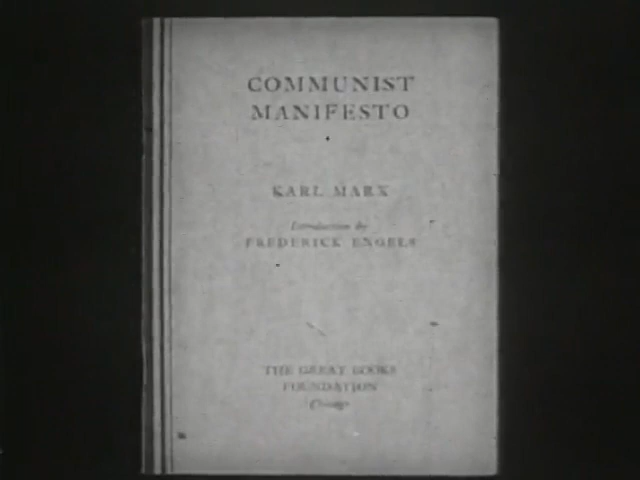 COMMUNIST
MANIFESTO
KARL MARX
Introduction by
FREDERICK ENGELS
THE GREAT BOOKS
FOUNDATION
Chicago